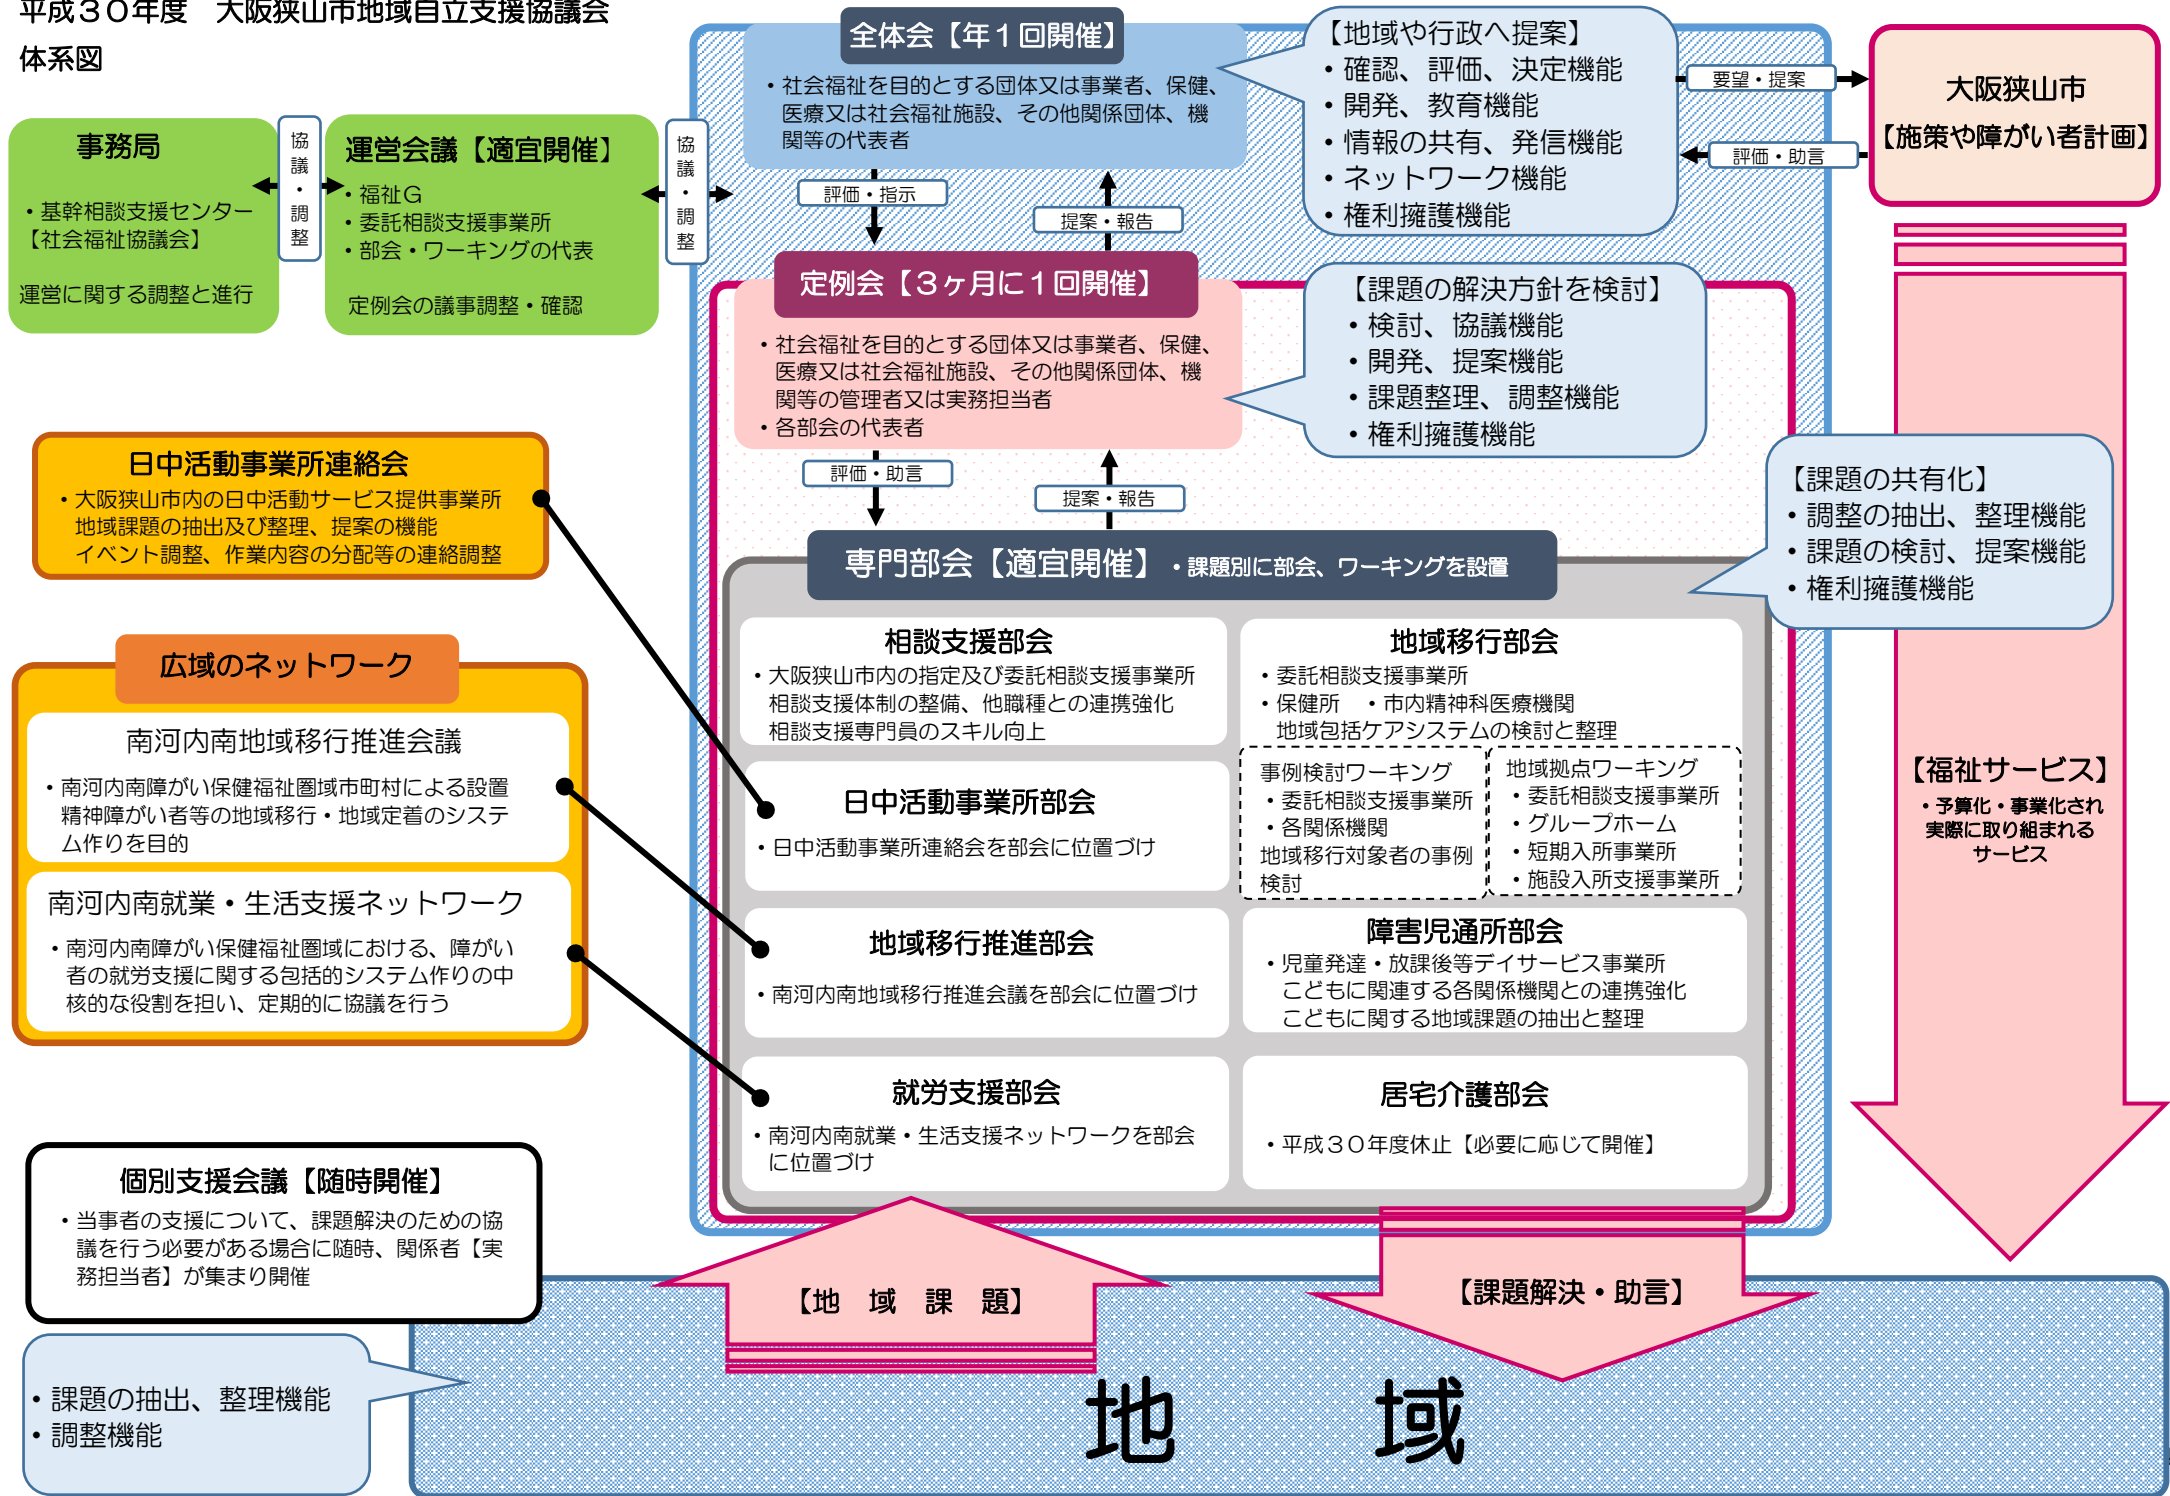 平成３０年度　大阪狭山市地域自立支援協議会
体系図
事務局
・基幹相談支援センター
【社会福祉協議会】
運営に関する調整と進行
協議・調整
運営会議【適宜開催】
・福祉G
・委託相談支援事業所
・部会・ワーキングの代表
定例会の議事調整・確認
協議・調整
全体会【年１回開催】
・社会福祉を目的とする団体又は事業者、保健、
医療又は社会福祉施設、その他関係団体、機
関等の代表者
【地域や行政へ提案】
・確認、評価、決定機能
・開発、教育機能
・情報の共有、発信機能
・ネットワーク機能
・権利擁護機能
要望・提案
評価・助言
大阪狭山市
【施策や障がい者計画】
評価・指示
提案・報告
定例会【３ヶ月に１回開催】
・社会福祉を目的とする団体又は事業者、保健、
医療又は社会福祉施設、その他関係団体、機
関等の管理者又は実務担当者
・各部会の代表者
【課題の解決方針を検討】
・検討、協議機能
・開発、提案機能
・課題整理、調整機能
・権利擁護機能
評価・助言
提案・報告
日中活動事業所連絡会
・大阪狭山市内の日中活動サービス提供事業所
地域課題の抽出及び整理、提案の機能
イベント調整、作業内容の分配等の連絡調整
【課題の共有化】
・調整の抽出、整理機能
・課題の検討、提案機能
・権利擁護機能
専門部会【適宜開催】・課題別に部会、ワーキングを設置
相談支援部会
・大阪狭山市内の指定及び委託相談支援事業所
相談支援体制の整備、他職種との連携強化
相談支援専門員のスキル向上
地域移行部会
・委託相談支援事業所
・保健所　・市内精神科医療機関
地域包括ケアシステムの検討と整理
事例検討ワーキング
・委託相談支援事業所
・各関係機関
地域移行対象者の事例
検討
地域拠点ワーキング
・委託相談支援事業所
・グループホーム
・短期入所事業所
・施設入所支援事業所
日中活動事業所部会
・日中活動事業所連絡会を部会に位置づけ
地域移行推進部会
・南河内南地域移行推進会議を部会に位置づけ
障害児通所部会
・児童発達・放課後等デイサービス事業所
こどもに関連する各関係機関との連携強化
こどもに関する地域課題の抽出と整理
就労支援部会
・南河内南就業・生活支援ネットワークを部会
に位置づけ
居宅介護部会
・平成３０年度休止【必要に応じて開催】
広域のネットワーク
南河内南地域移行推進会議
・南河内南障がい保健福祉圏域市町村による設置
精神障がい者等の地域移行・地域定着のシステ
ム作りを目的
南河内南就業・生活支援ネットワーク
・南河内南障がい保健福祉圏域における、障がい
者の就労支援に関する包括的システム作りの中
核的な役割を担い、定期的に協議を行う
【福祉サービス】
・予算化・事業化され
実際に取り組まれる
サービス
個別支援会議【随時開催】
・当事者の支援について、課題解決のための協
議を行う必要がある場合に随時、関係者【実
務担当者】が集まり開催
・課題の抽出、整理機能
・調整機能
【地　域　課　題】
【課題解決・助言】
地　域